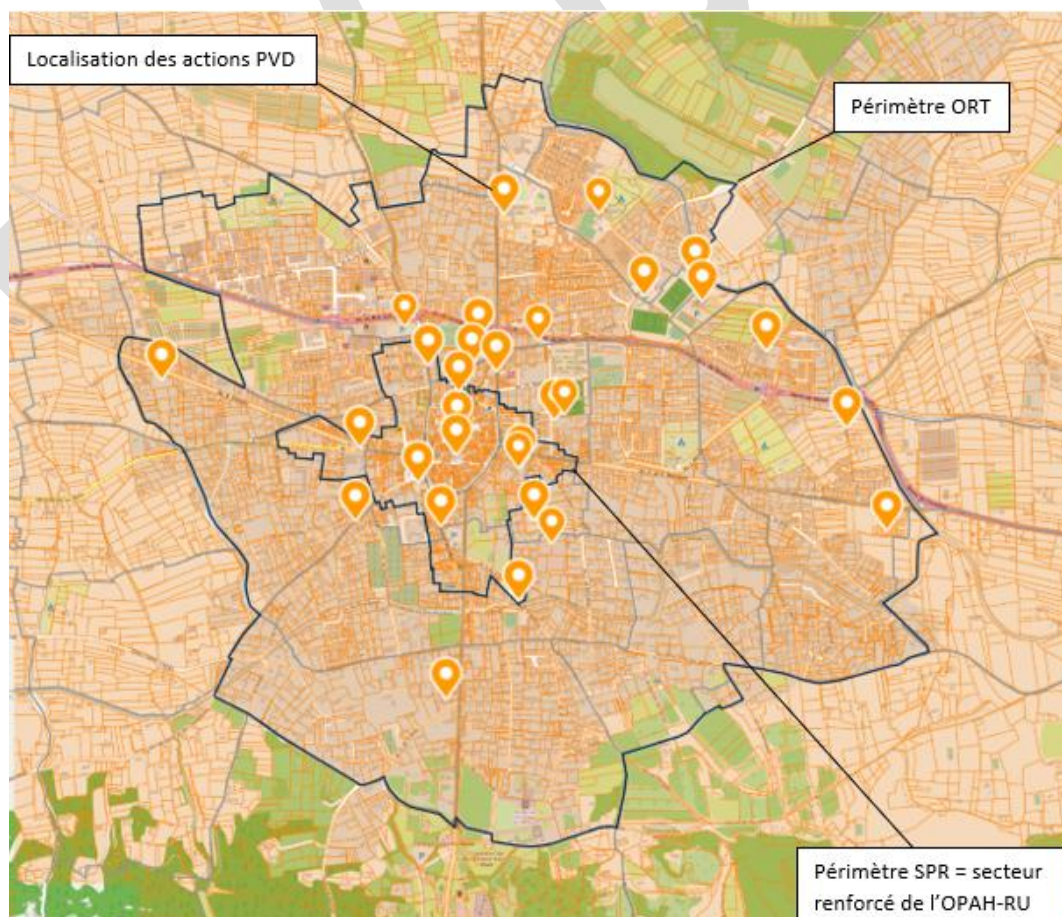 Localisation des actions PVD
Périmètre ORT
Périmètre SPR = secteur
renforcé de l'OPAH-RU